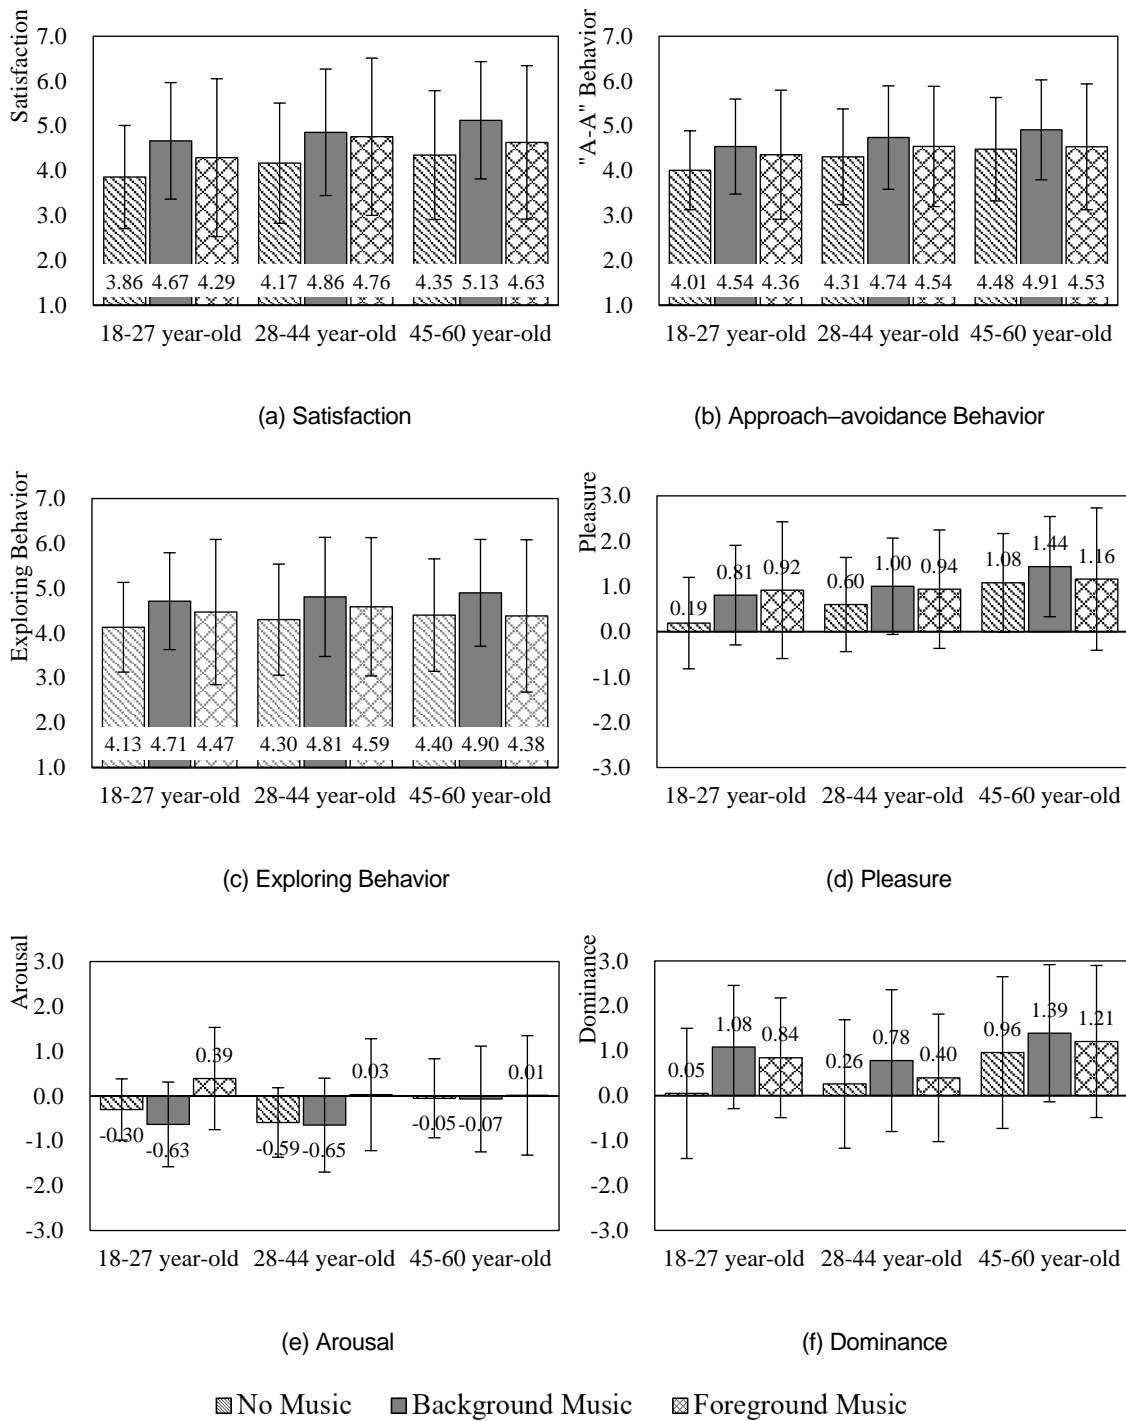 Satisfaction
7.0
6.0
5.0
4.0
3.0
2.0
1.0
3.86 4.67 4.29 4.17 4.86 4.76 4.35 5.13 4.63
18-27 year-old 28-44 year-old 45-60 year-old
(a) Satisfaction
"A-A" Behavior
7.0
6.0
5.0
4.0
3.0
2.0
1.0
4.01 4.54 4.36 4.31 4.74 4.54 4.48 4.91 4.53
18-27 year-old 28-44 year-old 45-60 year-old
(b) Approach–avoidance Behavior
Exploring Behavior
7.0
6.0
5.0
4.0
3.0
2.0
1.0
4.13 4.71 4.47 4.30 4.81 4.59 4.40 4.90 4.38
18-27 year-old 28-44 year-old 45-60 year-old
(c) Exploring Behavior
Pleasure
3.0
2.0
1.0
0.0
-1.0
-2.0
-3.0
0.19 0.81 0.92 0.60 1.00 0.94 1.08 1.44 1.16
18-27 year-old 28-44 year-old 45-60 year-old
(d) Pleasure
Arousal
3.0
2.0
1.0
0.0
-1.0
-2.0
-3.0
-0.30 -0.63 0.39 -0.59 -0.65 0.03 -0.05 -0.07 0.01
18-27 year-old 28-44 year-old 45-60 year-old
(e) Arousal
Dominance
3.0
2.0
1.0
0.0
-1.0
-2.0
-3.0
0.05 1.08 0.84 0.26 0.78 0.40 0.96 1.39 1.21
18-27 year-old 28-44 year-old 45-60 year-old
(f) Dominance
No Music Background Music Foreground Music